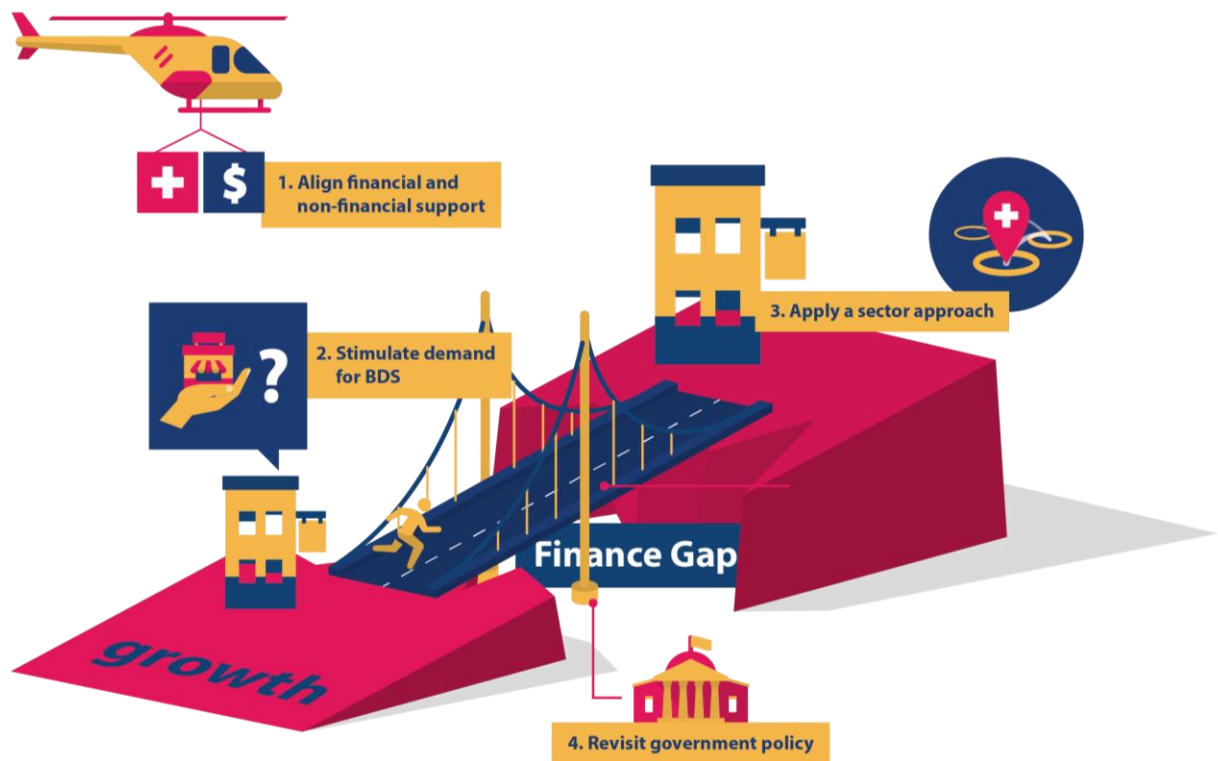 $
1. Align financial and
non-financial support
3. Apply a sector approach
2. Stimulate demand
for BDS
?
Finance Gap
growth
4. Revisit government policy